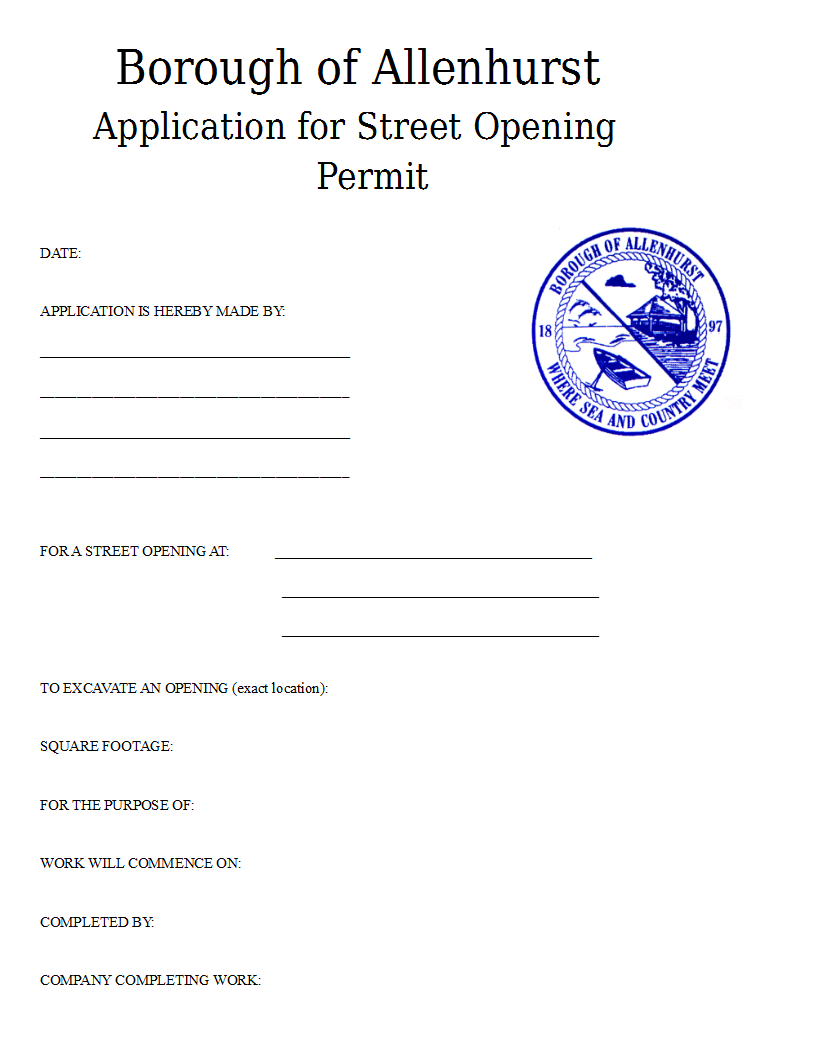 Borough of Allenhurst
Application for Street Opening
Permit
DATE:
BOROUGH OF ALLENHURST
18 97
WHERE SEA AND COUNTRY MEET
APPLICATION IS HEREBY MADE BY:
FOR A STREET OPENING AT:
TO EXCAVATE AN OPENING (exact location):
SQUARE FOOTAGE:
FOR THE PURPOSE OF:
WORK WILL COMMENCE ON:
COMPLETED BY:
COMPANY COMPLETING WORK: